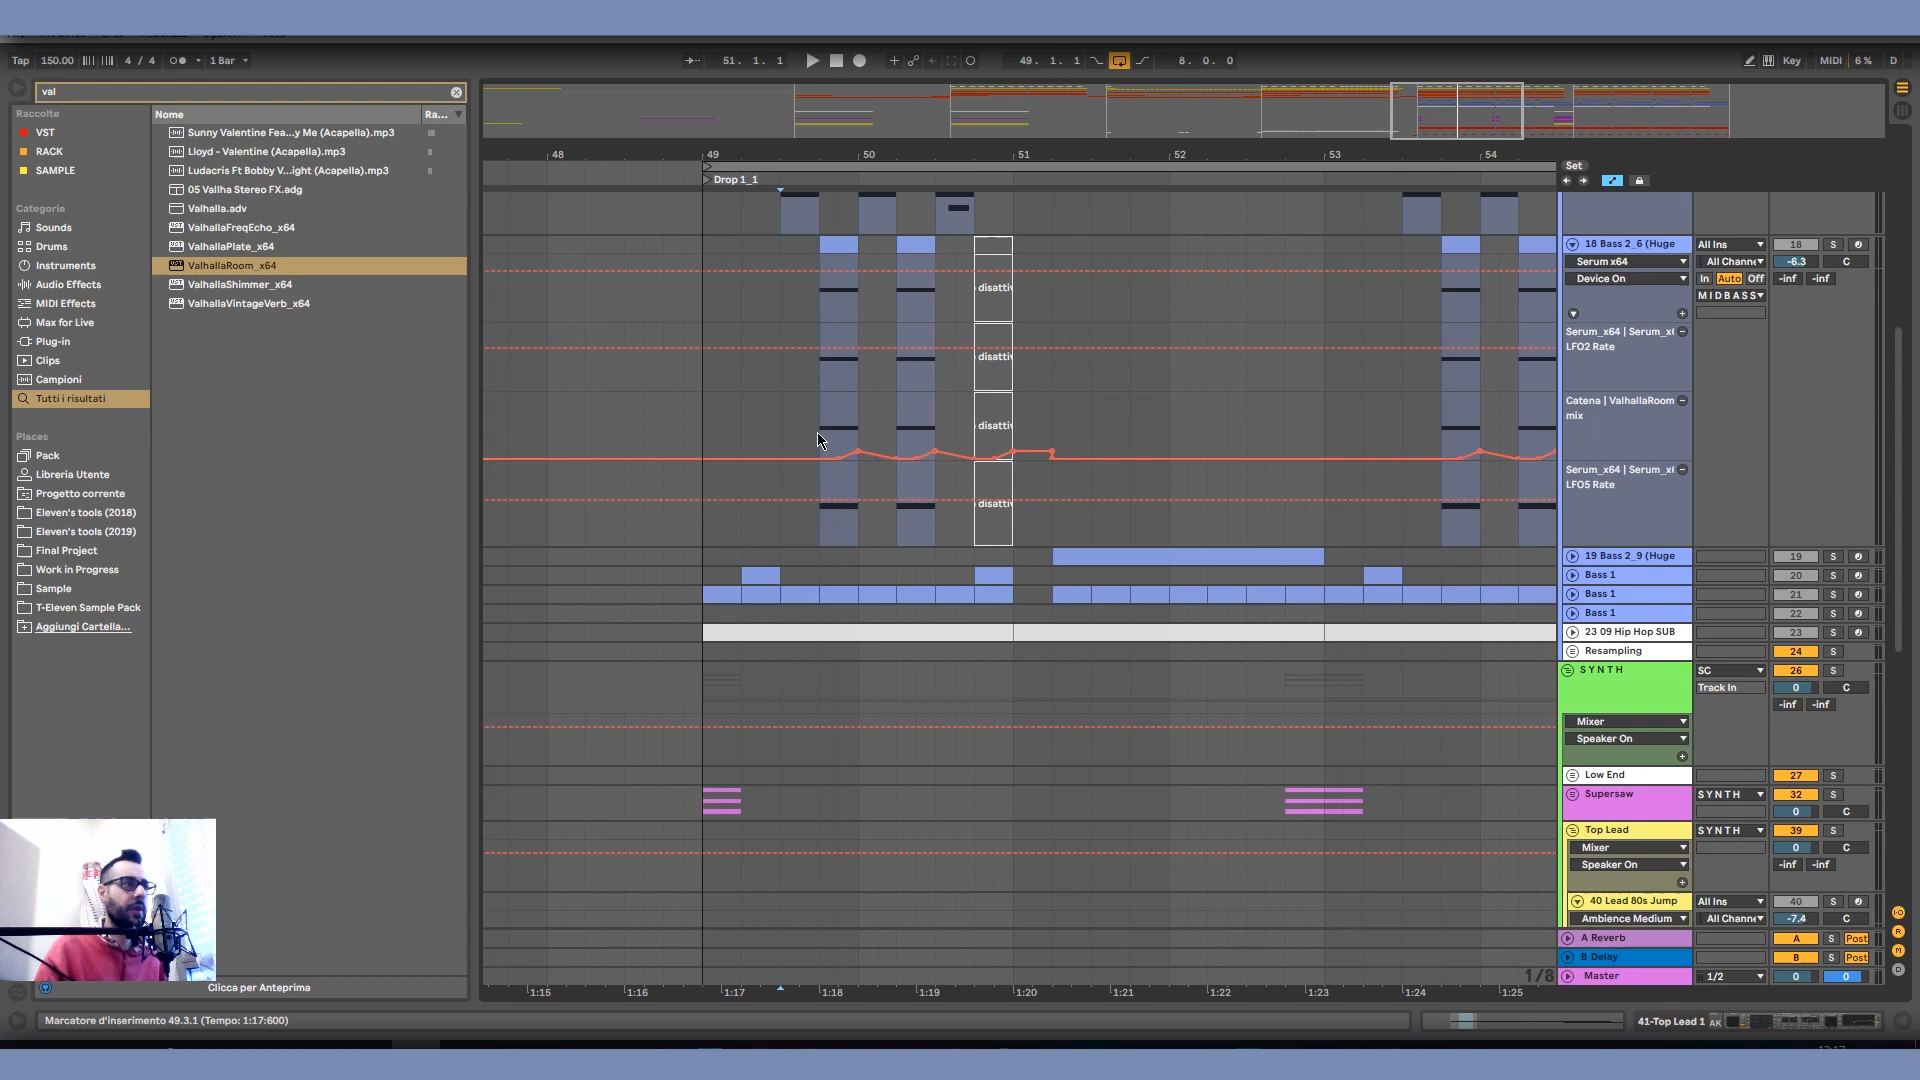 Tap 150.00 4 / 4 1 Bar 51. 1. 1 49. 1. 1 8. 0. 0 Key MIDI 6 % D
val
Raccolte
VST
RACK
SAMPLE
Categorie
Sounds
Drums
Instruments
Audio Effects
MIDI Effects
Max for Live
Plug-in
Clips
Campioni
Tutti i risultati
Places
Pack
Libreria Utente
Progetto corrente
Eleven's tools (2018)
Eleven's tools (2019)
Final Project
Work in Progress
Sample
T-Eleven Sample Pack
Aggiungi Cartella...
Nome Ra...
Sunny Valentine Fea...y Me (Acapella).mp3
Lloyd - Valentine (Acapella).mp3
Ludacris Ft Bobby V...ight (Acapella).mp3
05 Vallha Stereo FX.adg
Valhalla.adv
ValhallaFreqEcho_x64
ValhallaPlate_x64
ValhallaRoom_x64
ValhallaShimmer_x64
ValhallaVintageVerb_x64
Clicca per Anteprima
48 49 50 51 52 53 54
Drop 1_1
Set
disattiv
disattiv
disattiv
disattiv
18 Bass 2_6 (Huge All Ins 18 S
Serum x64 All Channe -6.3 C
Device On In Auto Off -inf -inf
MIDBASS
Serum_x64 | Serum_x(
LFO2 Rate
Catena | ValhallaRoom
mix
Serum_x64 | Serum_x(
LFO5 Rate
19 Bass 2_9 (Huge 19 S
Bass 1 20 S
Bass 1 21 S
Bass 1 22 S
23 09 Hip Hop SUB 23 S
Resampling 24 S
SYNTH SC 26 S
Track In 0 C
-inf -inf
Mixer
Speaker On
Low End 27 S
Supersaw SYNTH 32 S
0 C
Top Lead SYNTH 39 S
Mixer 0 C
Speaker On -inf -inf
40 Lead 80s Jump All Ins 40 S
Ambience Medium All Channe -7.4 C
A Reverb A S Post
B Delay B S Post
1/8 Master 1/2 0 0
1:15 1:16 1:17 1:18 1:19 1:20 1:21 1:22 1:23 1:24 1:25
Marcatore d'inserimento 49.3.1 (Tempo: 1:17:600) 41-Top Lead 1